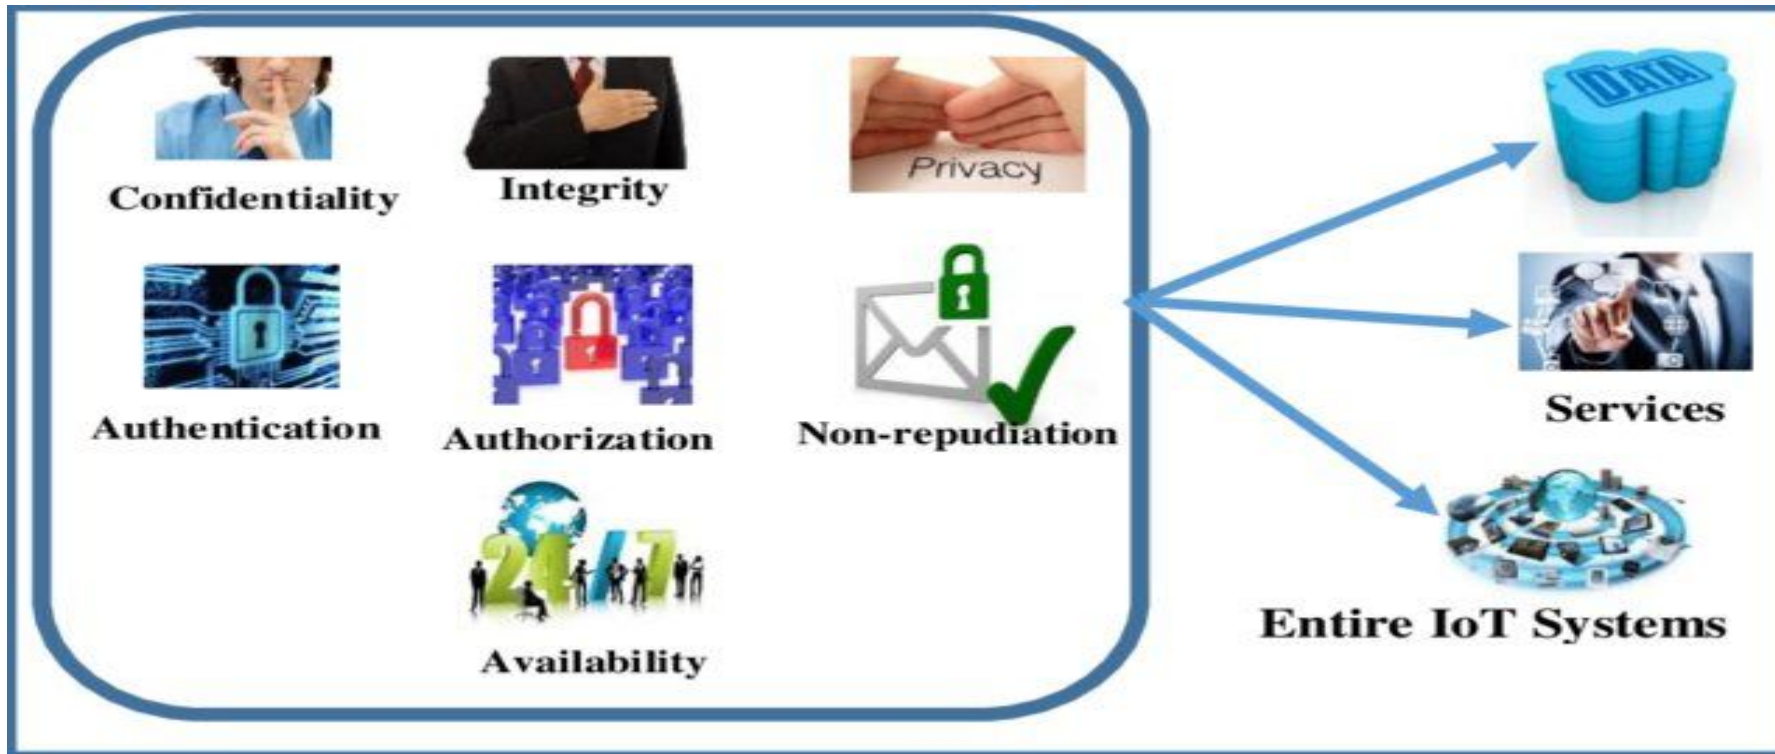 DATA
Privacy
Confidentiality
Integrity
Authentication
Authorization
Non-repudiation
Services
24/7
Entire IoT Systems
Availability